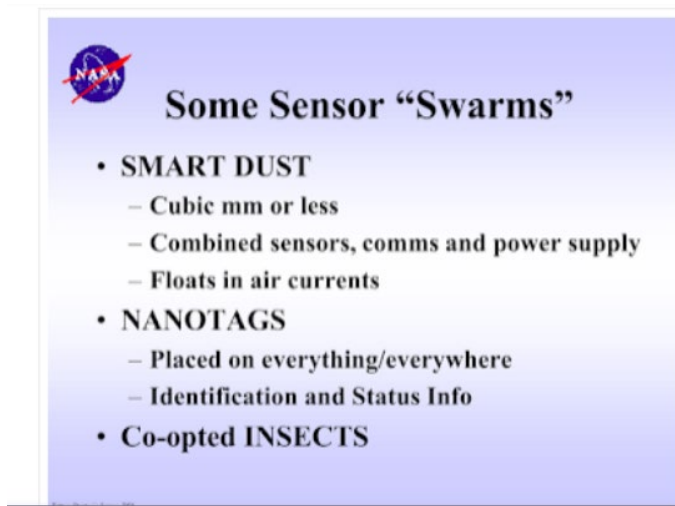 NASA
Some Sensor “Swarms”
• SMART DUST
– Cubic mm or less
– Combined sensors, comms and power supply
– Floats in air currents
• NANOTAGS
– Placed on everything/everywhere
– Identification and Status Info
• Co-opted INSECTS